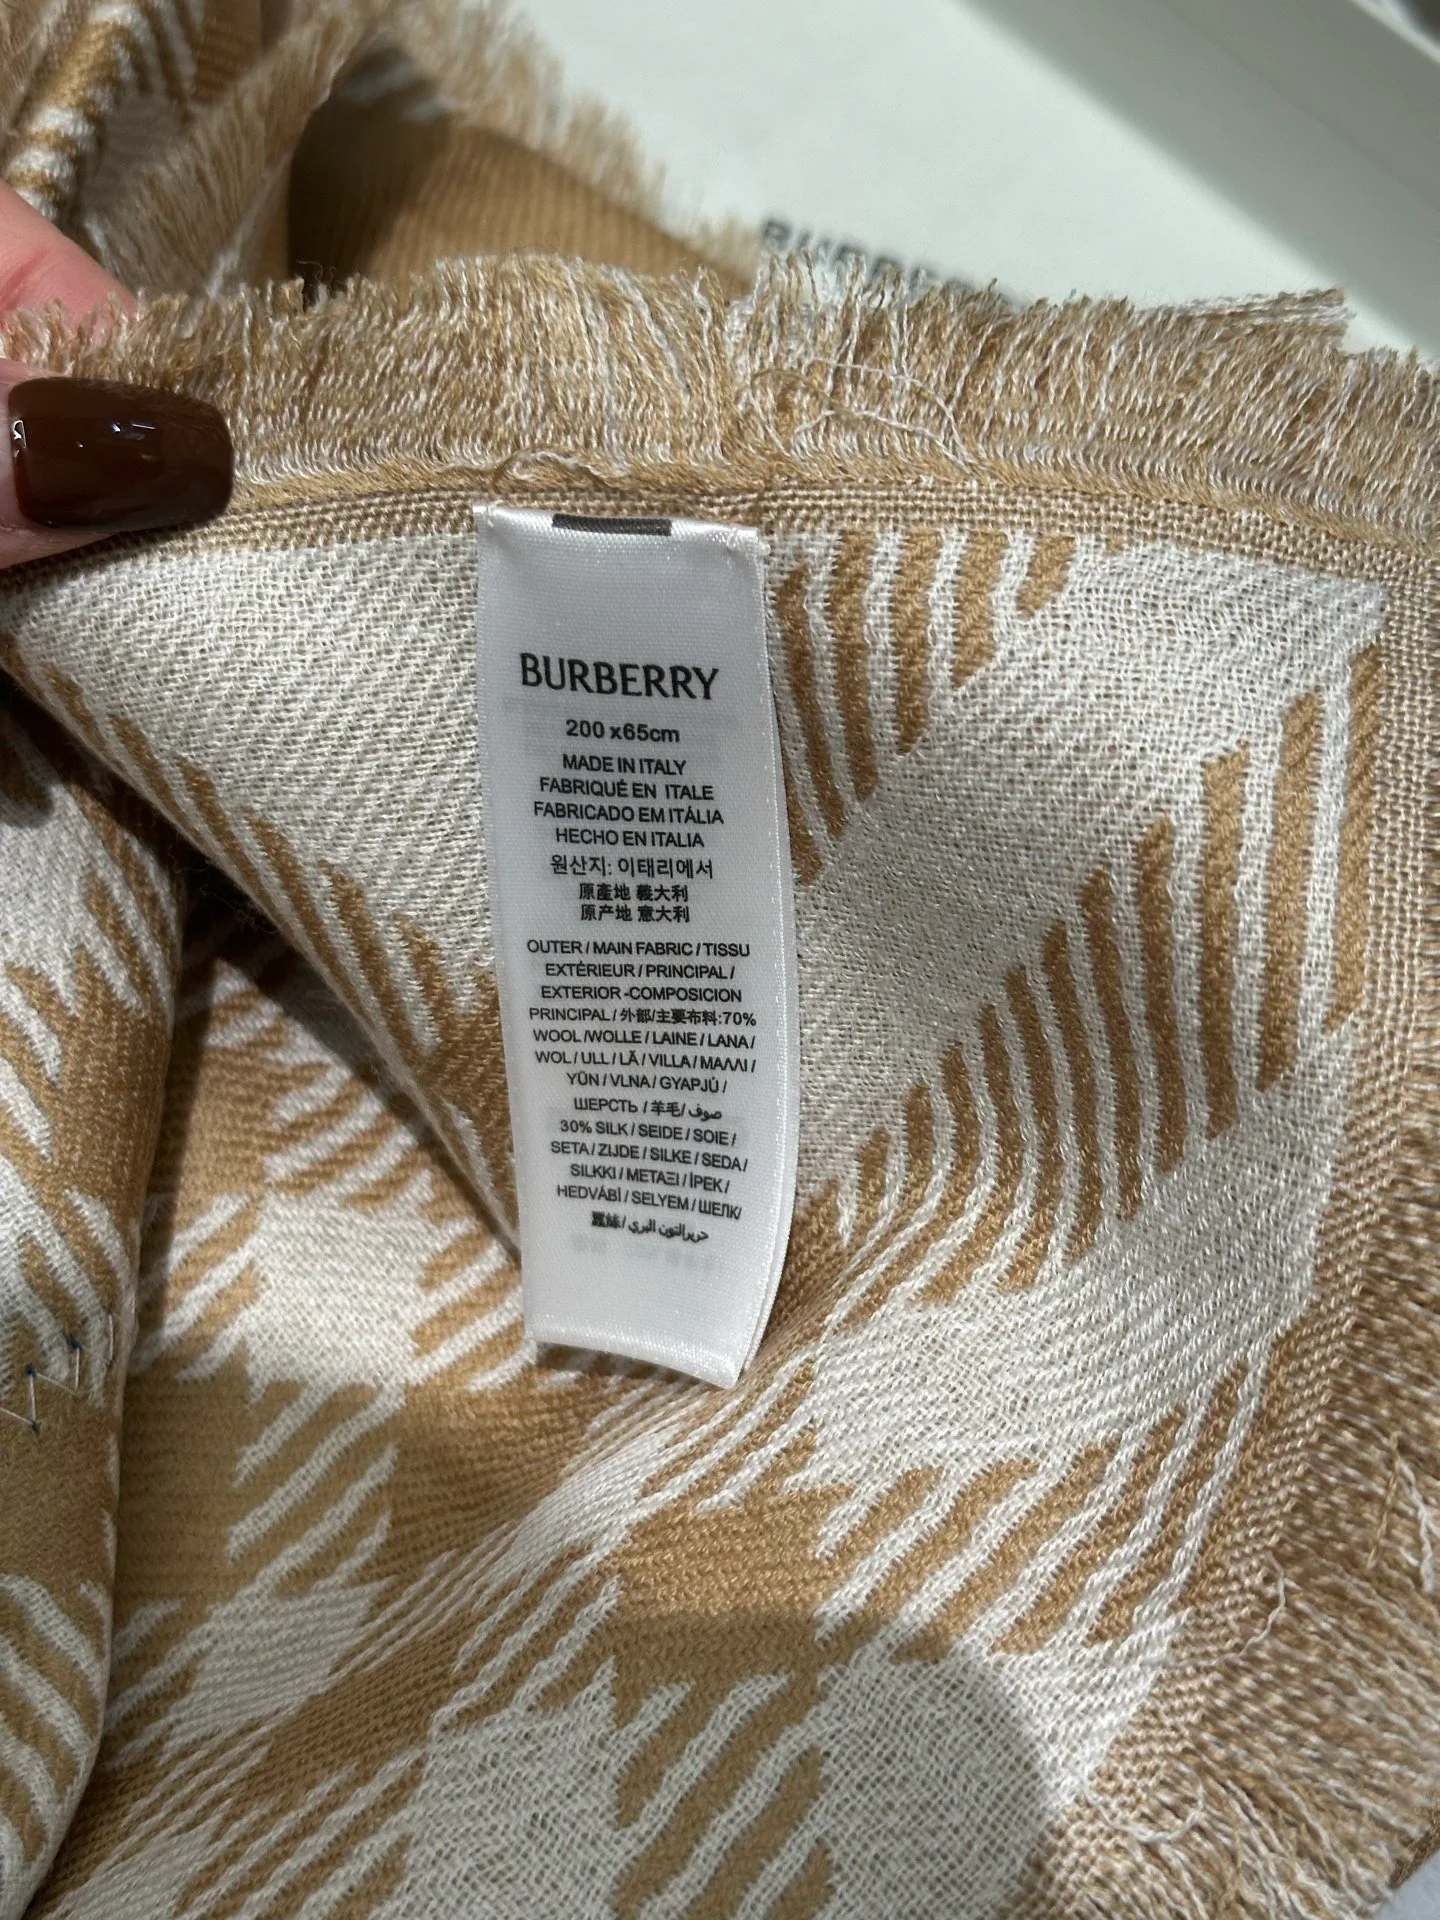 BURBERRY
BURBERRY
200 x65cm
MADE IN ITALY
FABRIQUÉ EN ITALE
FABRICADO EM ITÁLIA
HECHO EN ITALIA
원산지: 이태리에서
原產地 義大利
原产地 意大利
OUTER / MAIN FABRIC / TISSU
EXTÈRIEUR / PRINCIPAL /
EXTERIOR -COMPOSICION
PRINCIPAL / 外部/主要布料:70%
WOOL /WOLLE / LAINE / LANA /
WOL / ULL / LÃ / VILLA / ΜΑΛΛΙ /
YÜN / VLNA / GYAPJÚ /
ШЕРСТЬ / 羊毛/ صوف
30% SILK / SEIDE / SOIE /
SETA / ZIJDE / SILKE / SEDA /
SILKKI / ΜΕΤΑΞΙ / İPEK /
HEDVÁBÍ / SELYEM / ШЕЛК/
/ حريرالتون البري